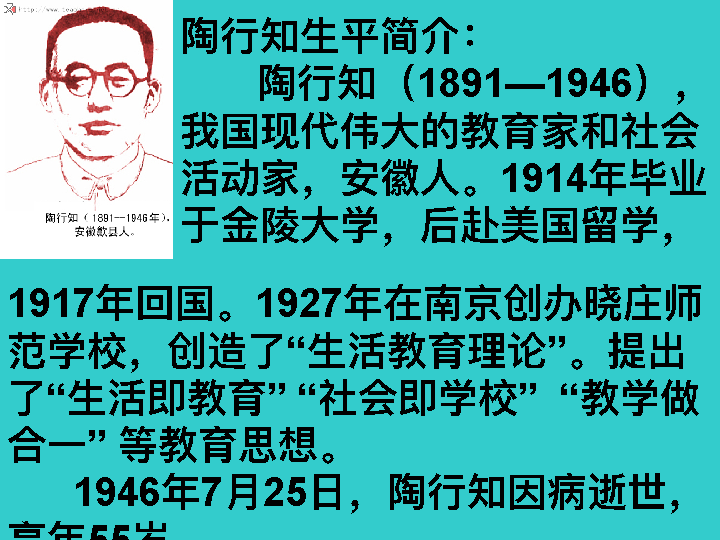 陶行知生平简介：
陶行知（1891—1946），
我国现代伟大的教育家和社会
活动家，安徽人。1914年毕业
于金陵大学，后赴美国留学，
陶行知（1891—1946年），
安徽歙县人。
1917年回国。1927年在南京创办晓庄师
范学校，创造了“生活教育理论”。提出
了“生活即教育” “社会即学校” “教学做
合一” 等教育思想。
1946年7月25日，陶行知因病逝世，
享年55岁